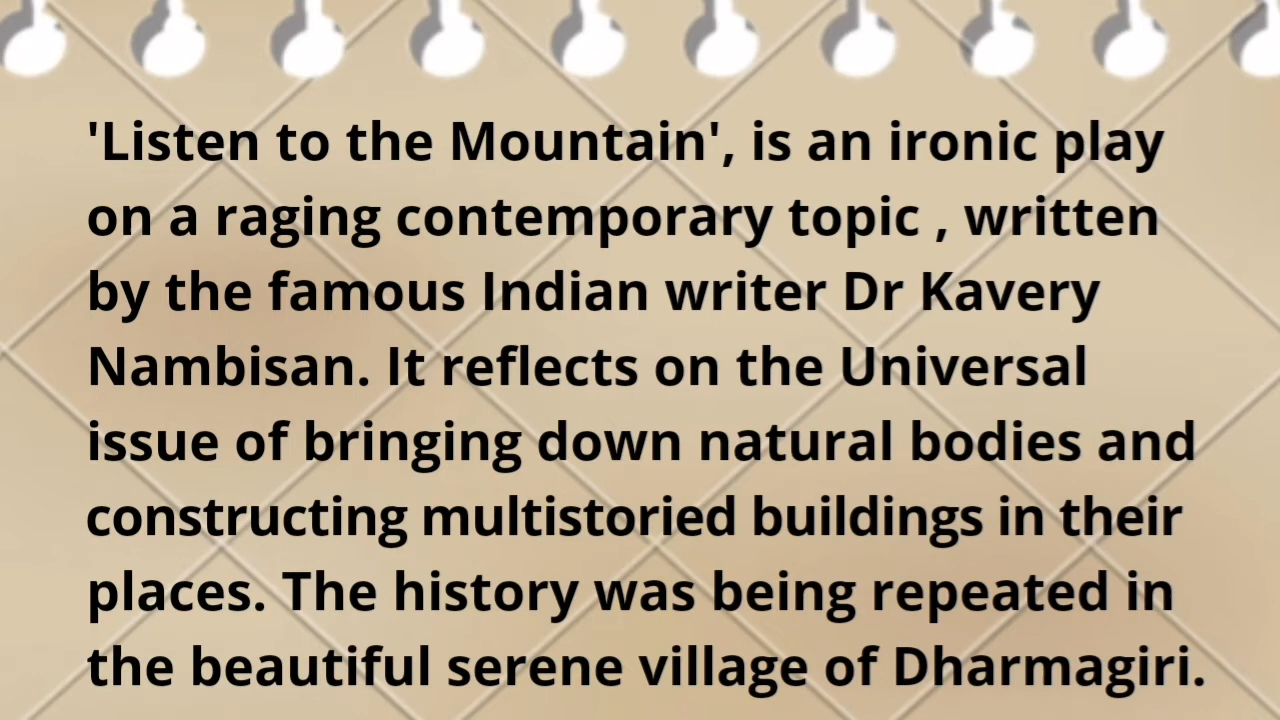 'Listen to the Mountain', is an ironic play
on a raging contemporary topic , written
by the famous Indian writer Dr Kavery
Nambisan. It reflects on the Universal
issue of bringing down natural bodies and
constructing multistoried buildings in their
places. The history was being repeated in
the beautiful serene village of Dharmagiri.